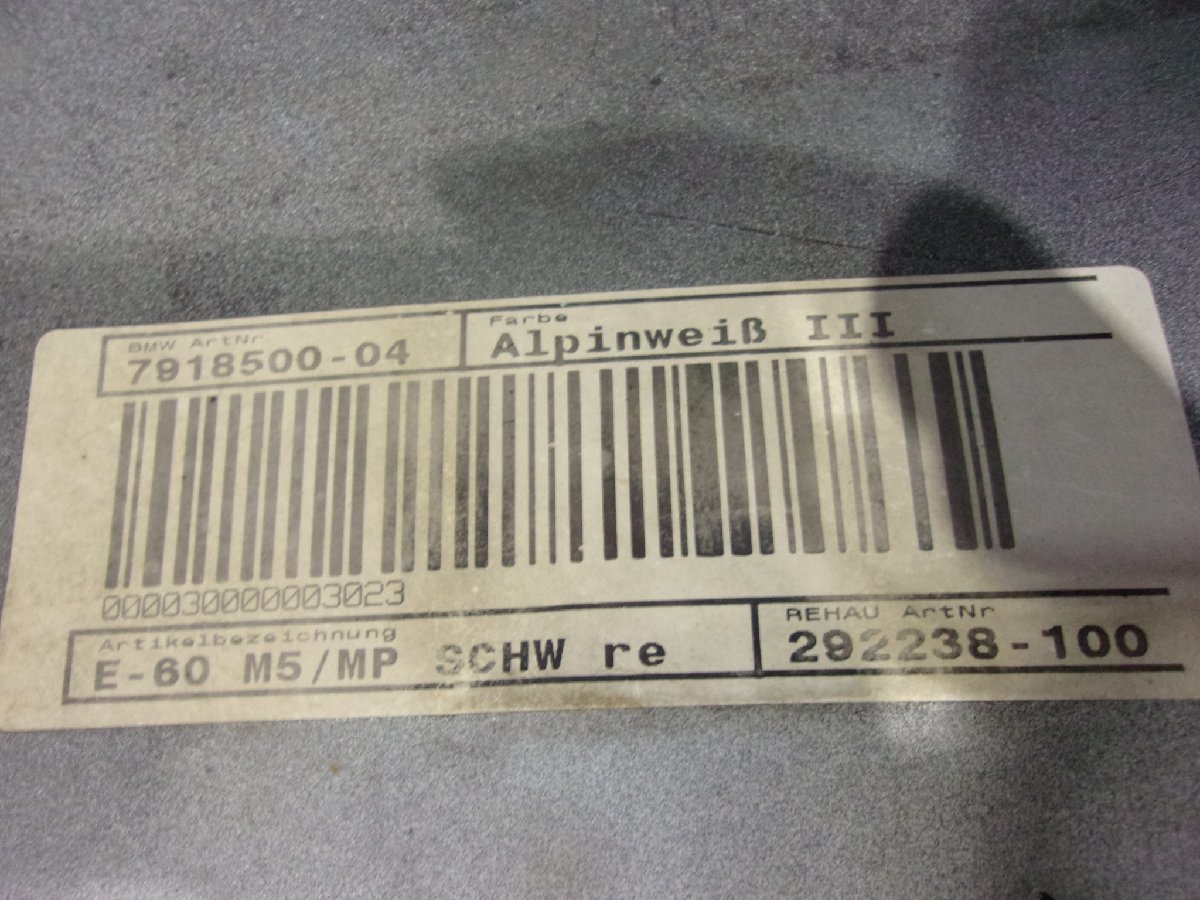 BMW ArtNr
7918500-04
Farbe
Alpinweiß III
000030000003023
Artikelbezeichnung
E-60 M5/MP SCHW re
REHAU ArtNr
292238-100